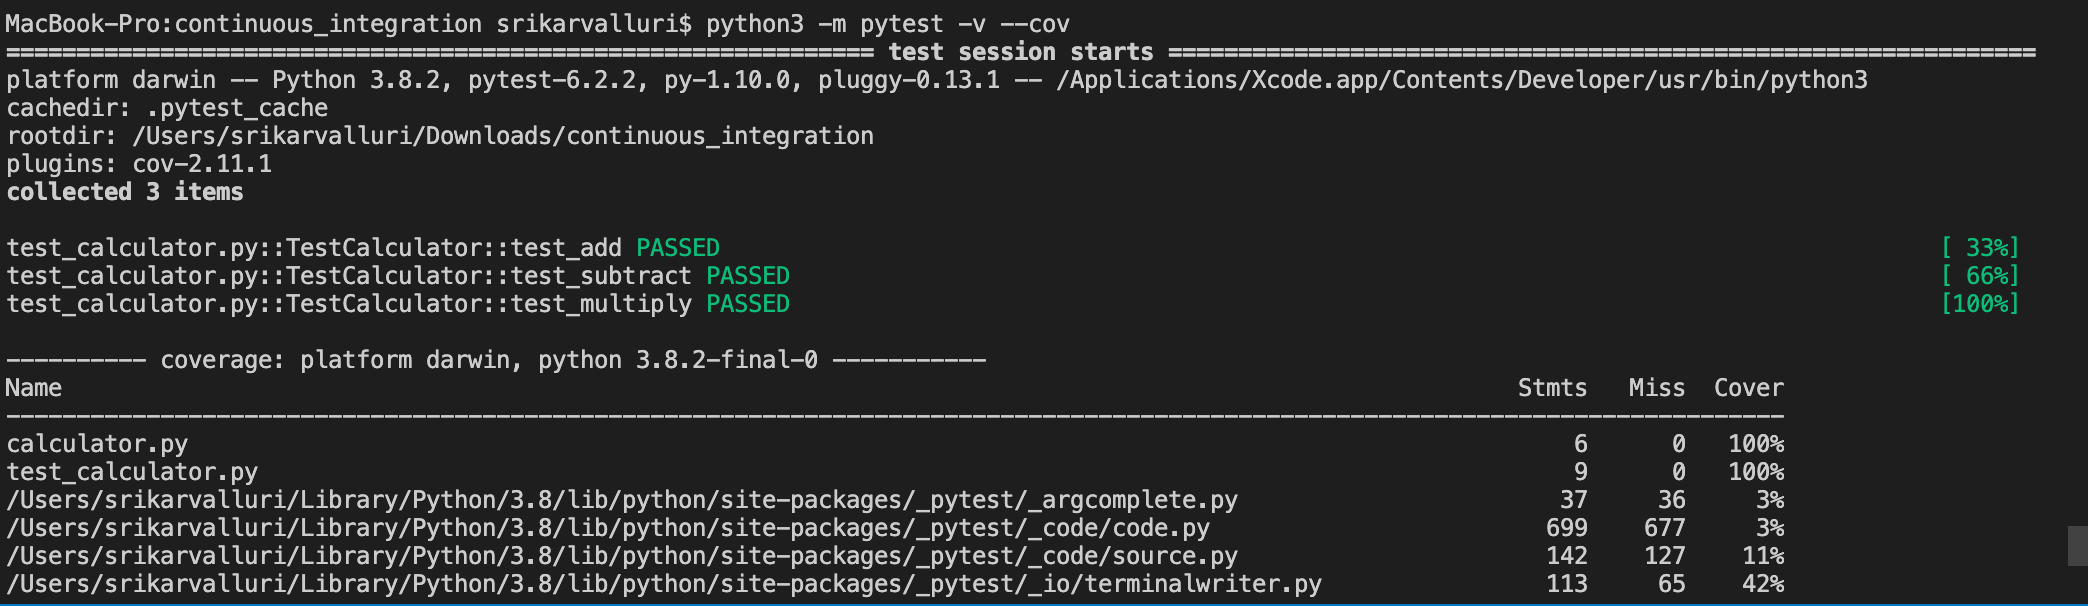 MacBook-Pro:continuous_integration srikarvalluri$ python3 -m pytest -v --cov
============================================================== test session starts ==============================================================
platform darwin -- Python 3.8.2, pytest-6.2.2, py-1.10.0, pluggy-0.13.1 -- /Applications/Xcode.app/Contents/Developer/usr/bin/python3
cachedir: .pytest_cache
rootdir: /Users/srikarvalluri/Downloads/continuous_integration
plugins: cov-2.11.1
collected 3 items
test_calculator.py::TestCalculator::test_add PASSED [ 33%]
test_calculator.py::TestCalculator::test_subtract PASSED [ 66%]
test_calculator.py::TestCalculator::test_multiply PASSED [100%]
---------- coverage: platform darwin, python 3.8.2-final-0 -----------
Name Stmts Miss Cover
-------------------------------------------------------------------------------------------------------------------------------
calculator.py 6 0 100%
test_calculator.py 9 0 100%
/Users/srikarvalluri/Library/Python/3.8/lib/python/site-packages/_pytest/_argcomplete.py 37 36 3%
/Users/srikarvalluri/Library/Python/3.8/lib/python/site-packages/_pytest/_code/code.py 699 677 3%
/Users/srikarvalluri/Library/Python/3.8/lib/python/site-packages/_pytest/_code/source.py 142 127 11%
/Users/srikarvalluri/Library/Python/3.8/lib/python/site-packages/_pytest/_io/terminalwriter.py 113 65 42%